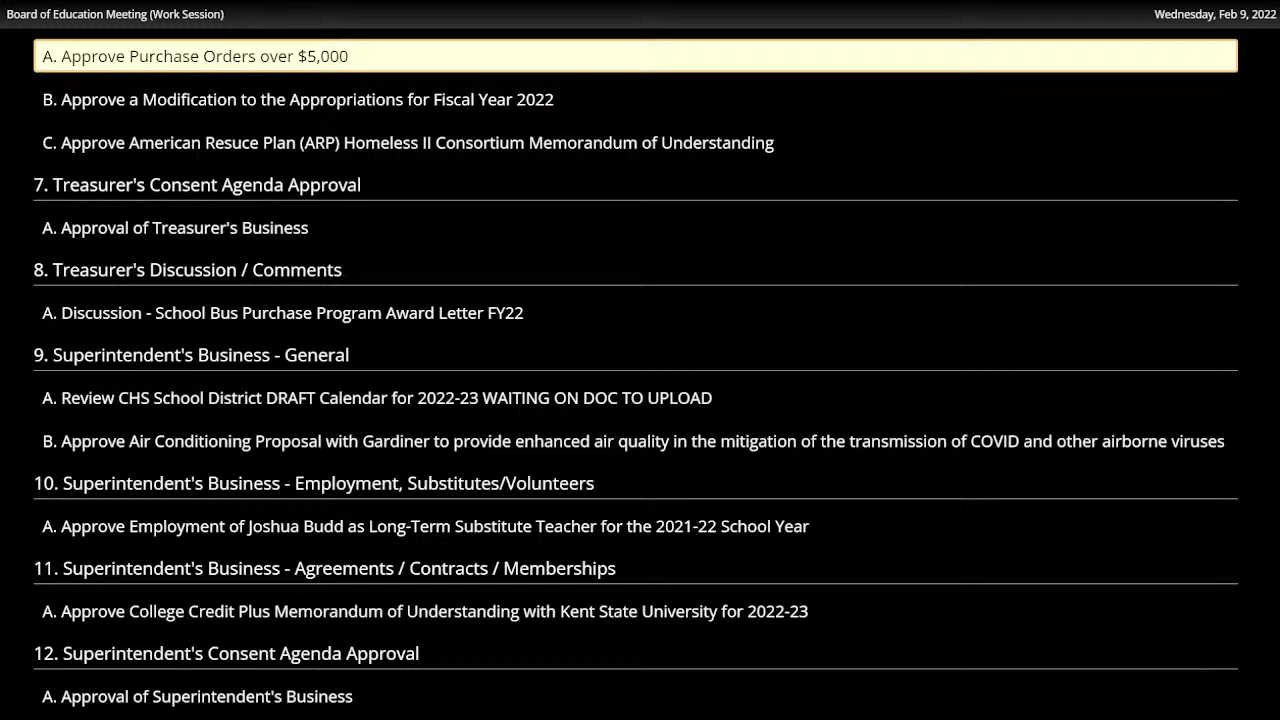 Board of Education Meeting (Work Session)
Wednesday, Feb 9, 2022
A. Approve Purchase Orders over $5,000
B. Approve a Modification to the Appropriations for Fiscal Year 2022
C. Approve American Resuce Plan (ARP) Homeless II Consortium Memorandum of Understanding
7. Treasurer's Consent Agenda Approval
A. Approval of Treasurer's Business
8. Treasurer's Discussion / Comments
A. Discussion - School Bus Purchase Program Award Letter FY22
9. Superintendent's Business - General
A. Review CHS School District DRAFT Calendar for 2022-23 WAITING ON DOC TO UPLOAD
B. Approve Air Conditioning Proposal with Gardiner to provide enhanced air quality in the mitigation of the transmission of COVID and other airborne viruses
10. Superintendent's Business - Employment, Substitutes/Volunteers
A. Approve Employment of Joshua Budd as Long-Term Substitute Teacher for the 2021-22 School Year
11. Superintendent's Business - Agreements / Contracts / Memberships
A. Approve College Credit Plus Memorandum of Understanding with Kent State University for 2022-23
12. Superintendent's Consent Agenda Approval
A. Approval of Superintendent's Business